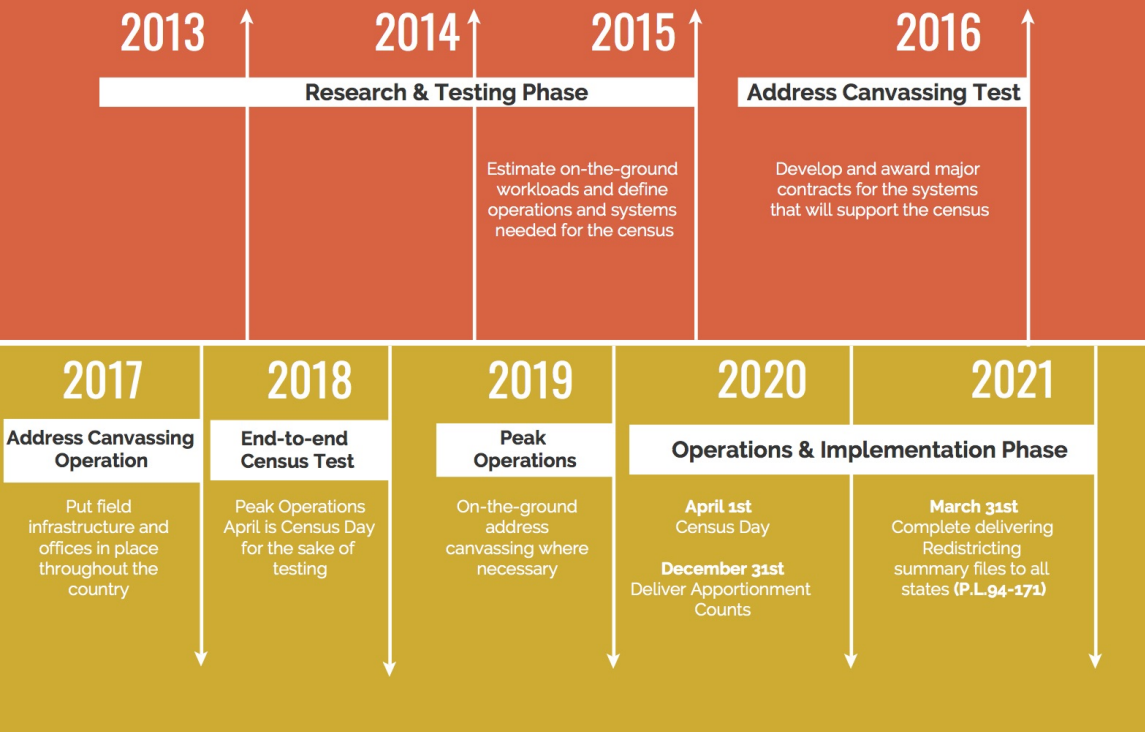 2013
2014
2015
2016
Research & Testing Phase
Address Canvassing Test
Estimate on-the-ground
workloads and define
operations and systems
needed for the census
Develop and award major
contracts for the systems
that will support the census
2017
2018
2019
2020
2021
Address Canvassing
Operation
End-to-end
Census Test
Peak
Operations
Operations & Implementation Phase
Put field
infrastructure and
offices in place
throughout the
country
Peak Operations
April is Census Day
for the sake of
testing
On-the-ground
address
canvassing where
necessary
April 1st
Census Day
December 31st
Deliver Apportionment
Counts
March 31st
Complete delivering
Redistricting
summary files to all
states (P.L.94-171)